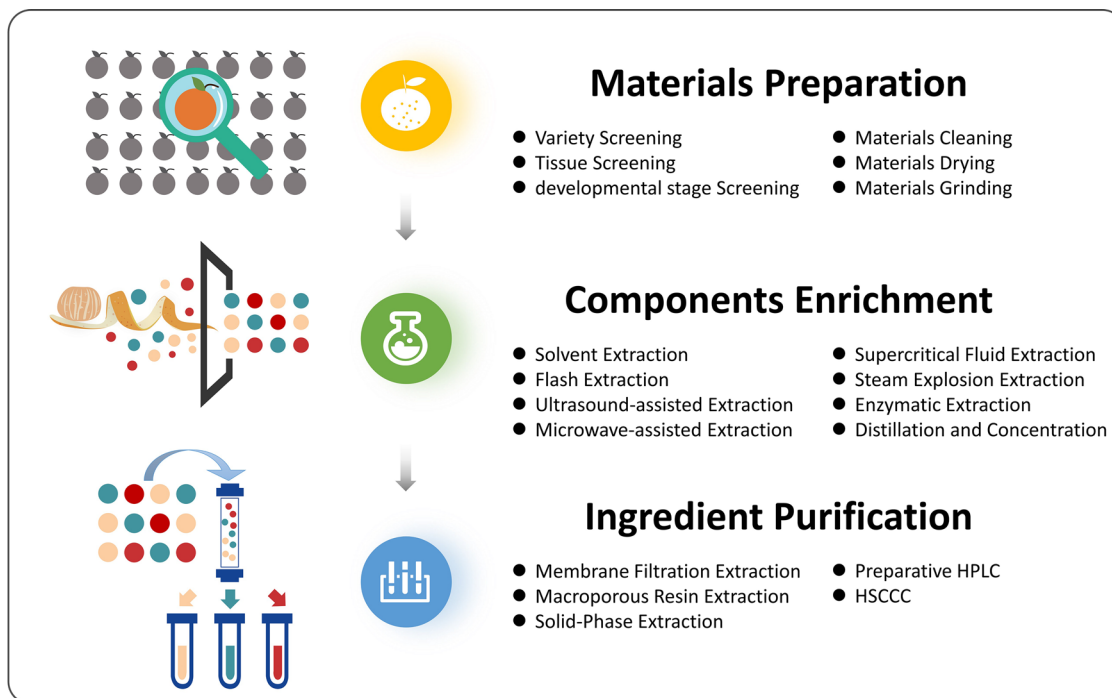 Materials Preparation
● Variety Screening
● Tissue Screening
● developmental stage Screening
● Materials Cleaning
● Materials Drying
● Materials Grinding
Components Enrichment
● Solvent Extraction
● Flash Extraction
● Ultrasound-assisted Extraction
● Microwave-assisted Extraction
● Supercritical Fluid Extraction
● Steam Explosion Extraction
● Enzymatic Extraction
● Distillation and Concentration
Ingredient Purification
● Membrane Filtration Extraction
● Macroporous Resin Extraction
● Solid-Phase Extraction
● Preparative HPLC
● HSCCC